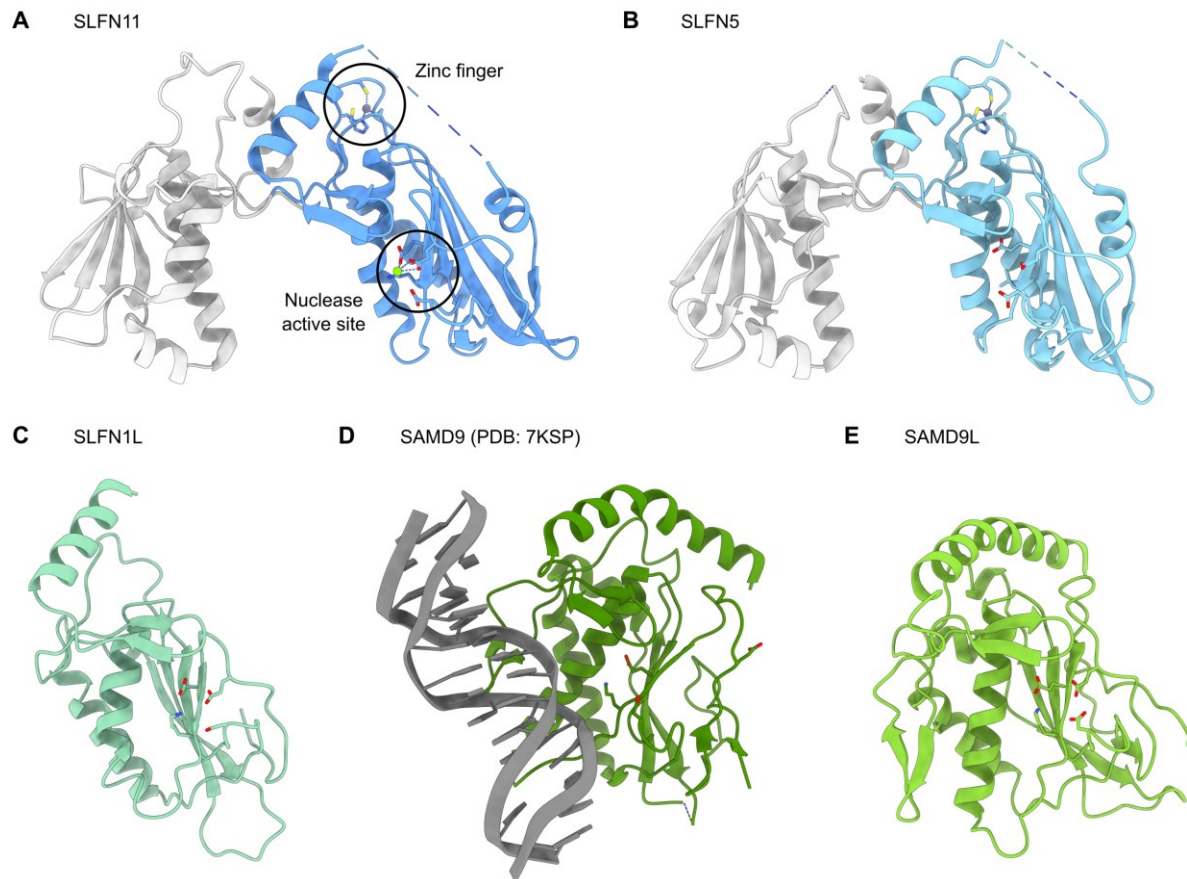 A SLFN11
B SLFN5
Zinc finger
Nuclease
active site
C SLFN1L
D SAMD9 (PDB: 7KSP)
E SAMD9L